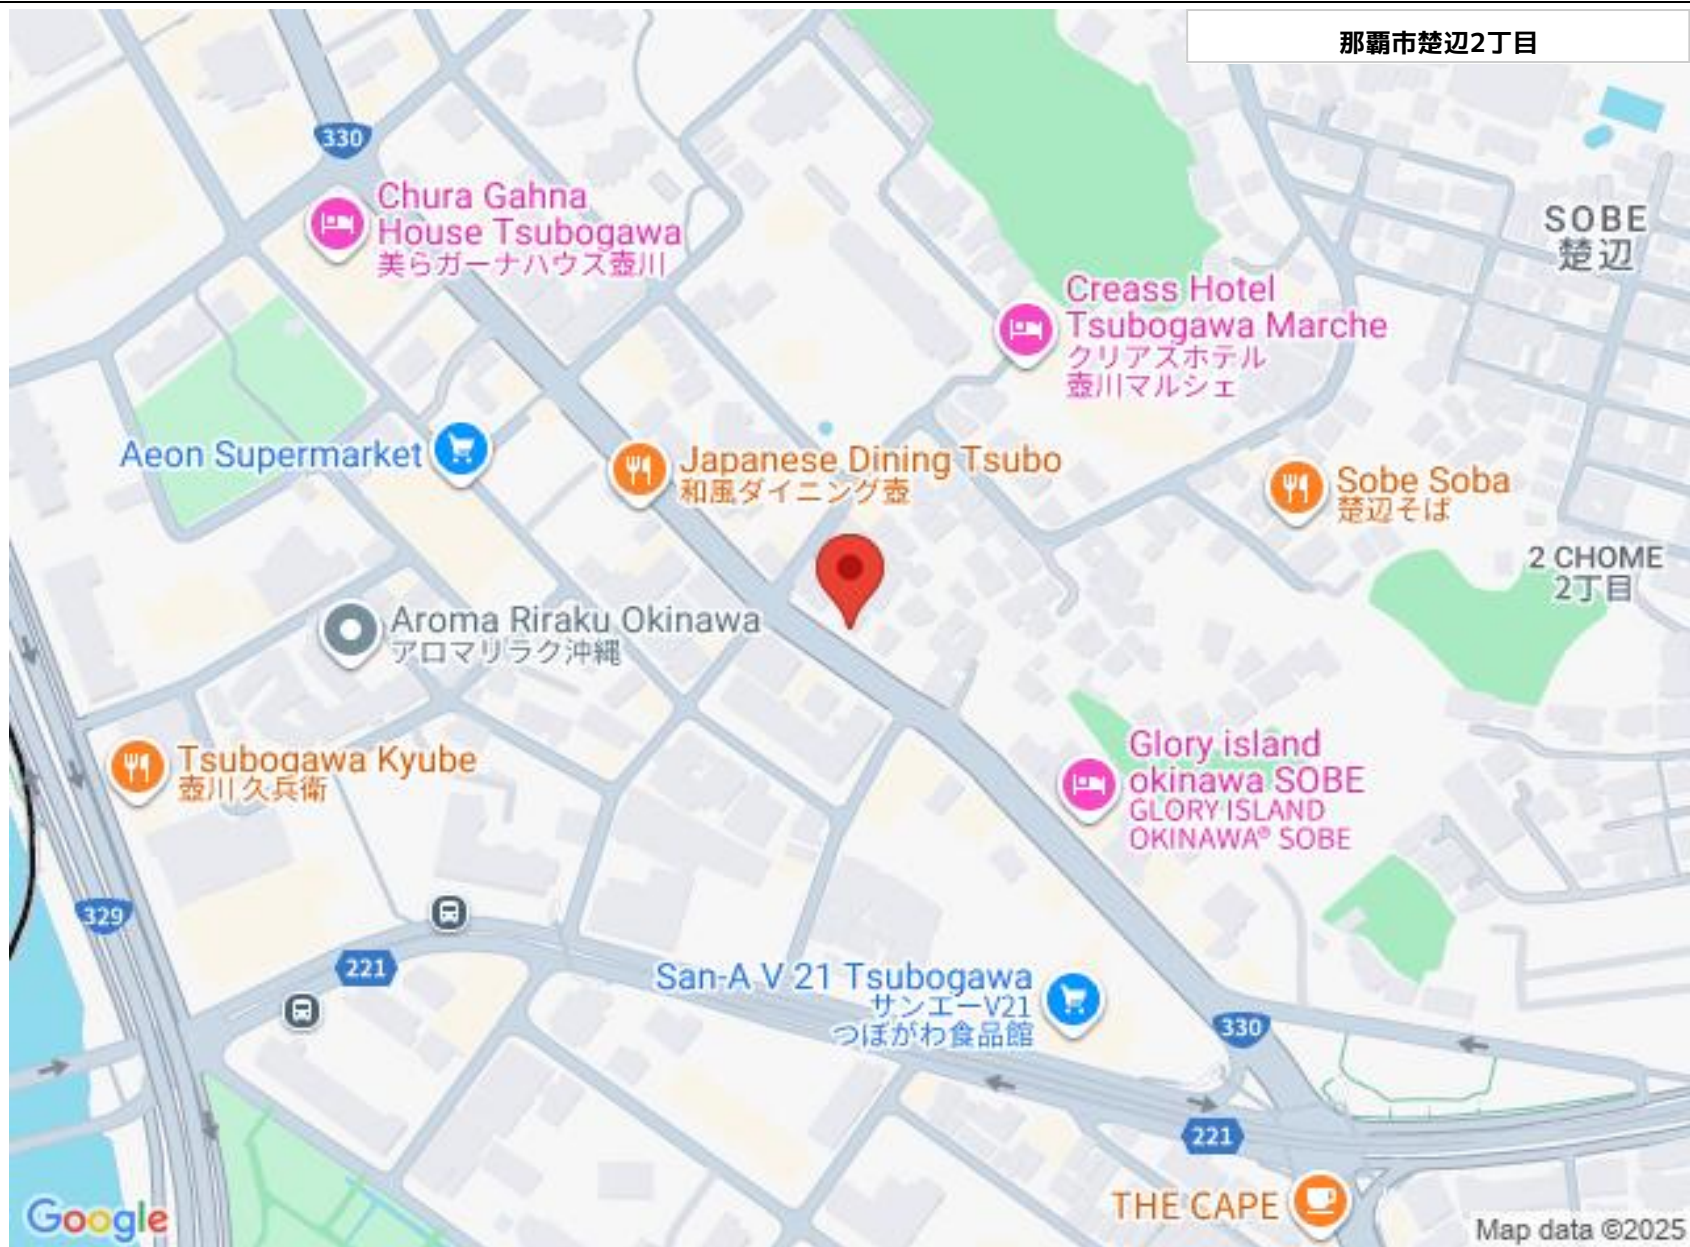 那覇市楚辺2丁目
330
Chura Gahna
House Tsubogawa
美らガーナハウス壺川
SOBE
楚辺
Creass Hotel
Tsubogawa Marche
クリアスホテル
壺川マルシェ
Aeon Supermarket
Japanese Dining Tsubo
和風ダイニング壺
Sobe Soba
楚辺そば
2 CHOME
2丁目
Aroma Riraku Okinawa
アロマリラク沖縄
Tsubogawa Kyube
壺川 久兵衛
Glory island
okinawa SOBE
GLORY ISLAND
OKINAWA® SOBE
329
221
San-A V 21 Tsubogawa
サンエーV21
つぼがわ食品館
330
221
THE CAPE
Google
Map data ©2025